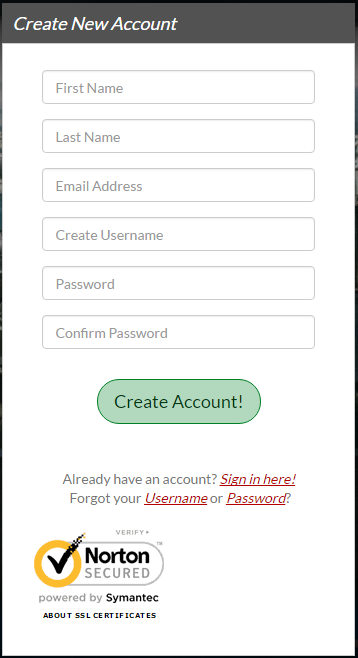 Create New Account
First Name
Last Name
Email Address
Create Username
Password
Confirm Password
Create Account!
Already have an account? Sign in here!
Forgot your Username or Password?
VERIFY
Norton
SECURED
TM
powered by Symantec
ABOUT SSL CERTIFICATES